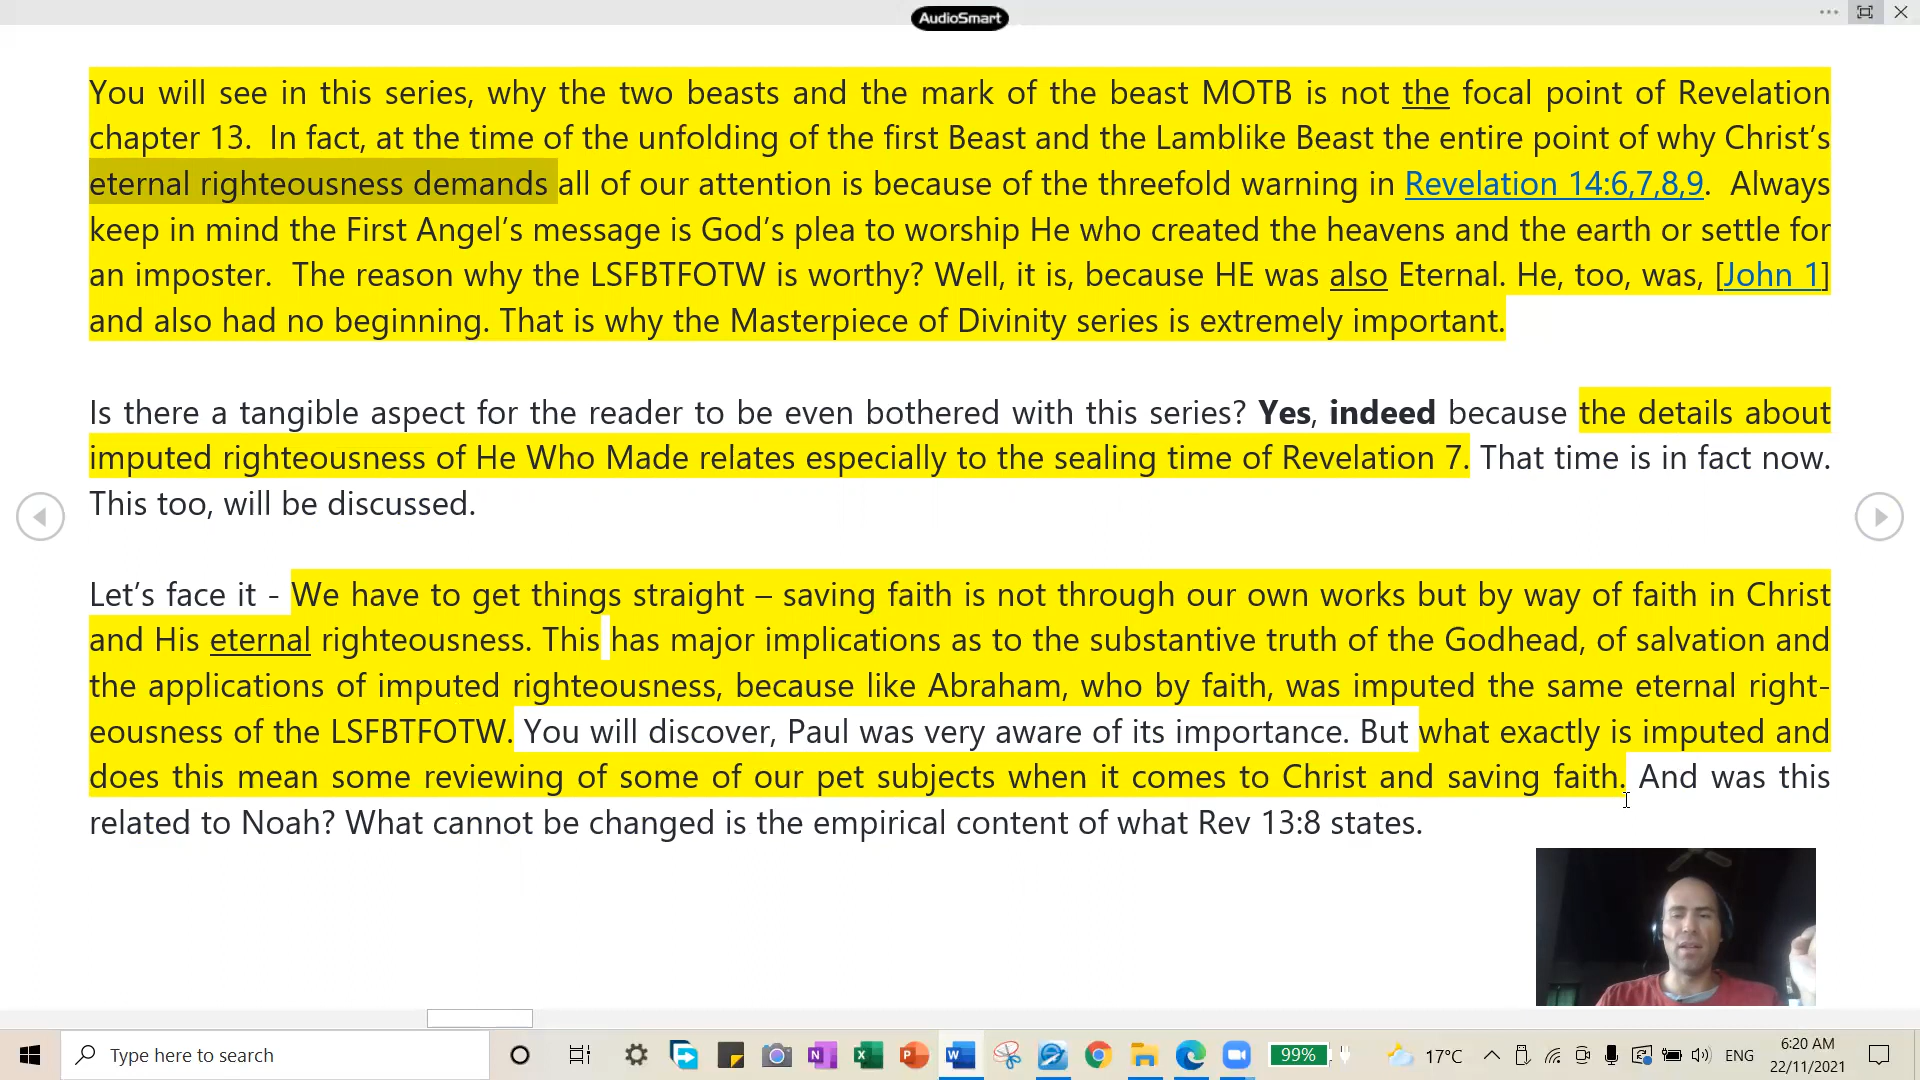 AudioSmart
You will see in this series, why the two beasts and the mark of the beast MOTB is not the focal point of Revelation
chapter 13. In fact, at the time of the unfolding of the first Beast and the Lamblike Beast the entire point of why Christ’s
eternal righteousness demands all of our attention is because of the threefold warning in Revelation 14:6,7,8,9. Always
keep in mind the First Angel’s message is God’s plea to worship He who created the heavens and the earth or settle for
an imposter. The reason why the LSFBTFOTW is worthy? Well, it is, because HE was also Eternal. He, too, was, [John 1]
and also had no beginning. That is why the Masterpiece of Divinity series is extremely important.
Is there a tangible aspect for the reader to be even bothered with this series? Yes, indeed because the details about
imputed righteousness of He Who Made relates especially to the sealing time of Revelation 7. That time is in fact now.
This too, will be discussed.
Let’s face it - We have to get things straight – saving faith is not through our own works but by way of faith in Christ
and His eternal righteousness. This has major implications as to the substantive truth of the Godhead, of salvation and
the applications of imputed righteousness, because like Abraham, who by faith, was imputed the same eternal right-
eousness of the LSFBTFOTW. You will discover, Paul was very aware of its importance. But what exactly is imputed and
does this mean some reviewing of some of our pet subjects when it comes to Christ and saving faith. And was this
related to Noah? What cannot be changed is the empirical content of what Rev 13:8 states.
Type here to search
99%
17°C
ENG
6:20 AM
22/11/2021